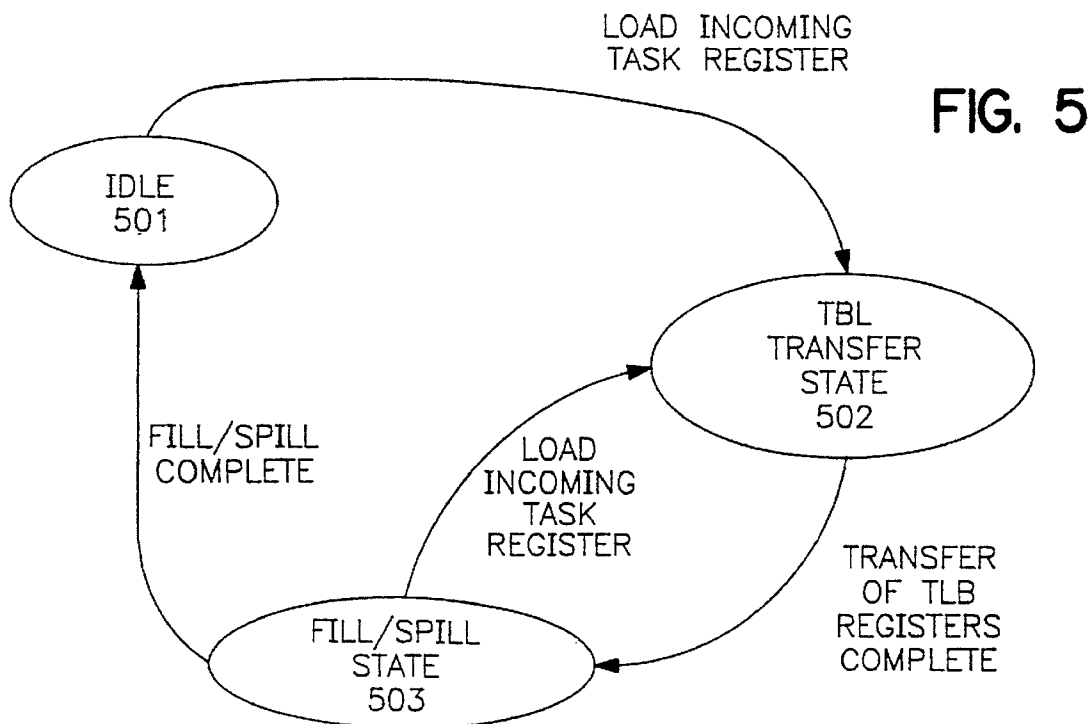 LOAD INCOMING
TASK REGISTER
FIG. 5
IDLE
501
TBL
TRANSFER
STATE
502
FILL/SPILL
COMPLETE
LOAD
INCOMING
TASK
REGISTER
TRANSFER
OF TLB
REGISTERS
COMPLETE
FILL/SPILL
STATE
503